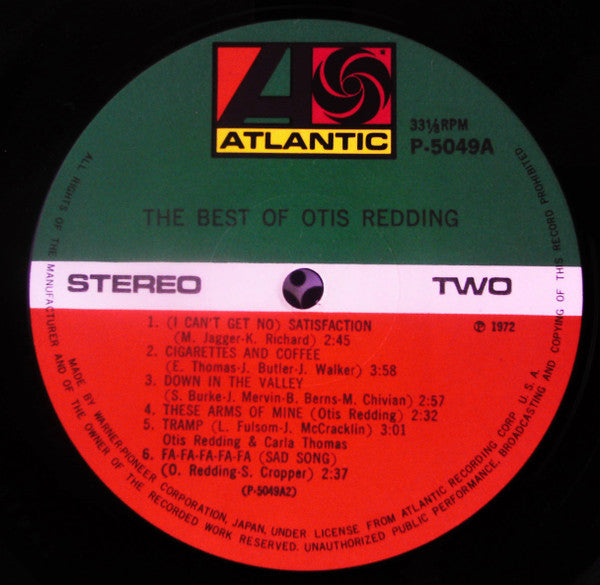 ATLANTIC
33⅓RPM
P-5049A
THE BEST OF OTIS REDDING
STEREO
TWO
℗ 1972
1. (I CAN'T GET NO) SATISFACTION
(M. Jagger-K. Richard) 2:45
2. CIGARETTES AND COFFEE
(E. Thomas-J. Butler-J. Walker) 3:58
3. DOWN IN THE VALLEY
(S. Burke-J. Mervin-B. Berns-M. Chivian) 2:57
4. THESE ARMS OF MINE (Otis Redding) 2:32
5. TRAMP (L. Fulsom-J. McCracklin) 3:01
Otis Redding & Carla Thomas
6. FA-FA-FA-FA-FA (SAD SONG)
(O. Redding-S. Cropper) 2:37
(P-5049A2)
MADE BY WARNER-PIONEER CORPORATION, JAPAN, UNDER LICENSE FROM ATLANTIC RECORDING CORP. U. S. A.
ALL RIGHTS OF THE MANUFACTURER AND OF THE OWNER OF THE RECORDED WORK RESERVED. UNAUTHORIZED PUBLIC PERFORMANCE, BROADCASTING AND COPYING OF THIS RECORD PROHIBITED